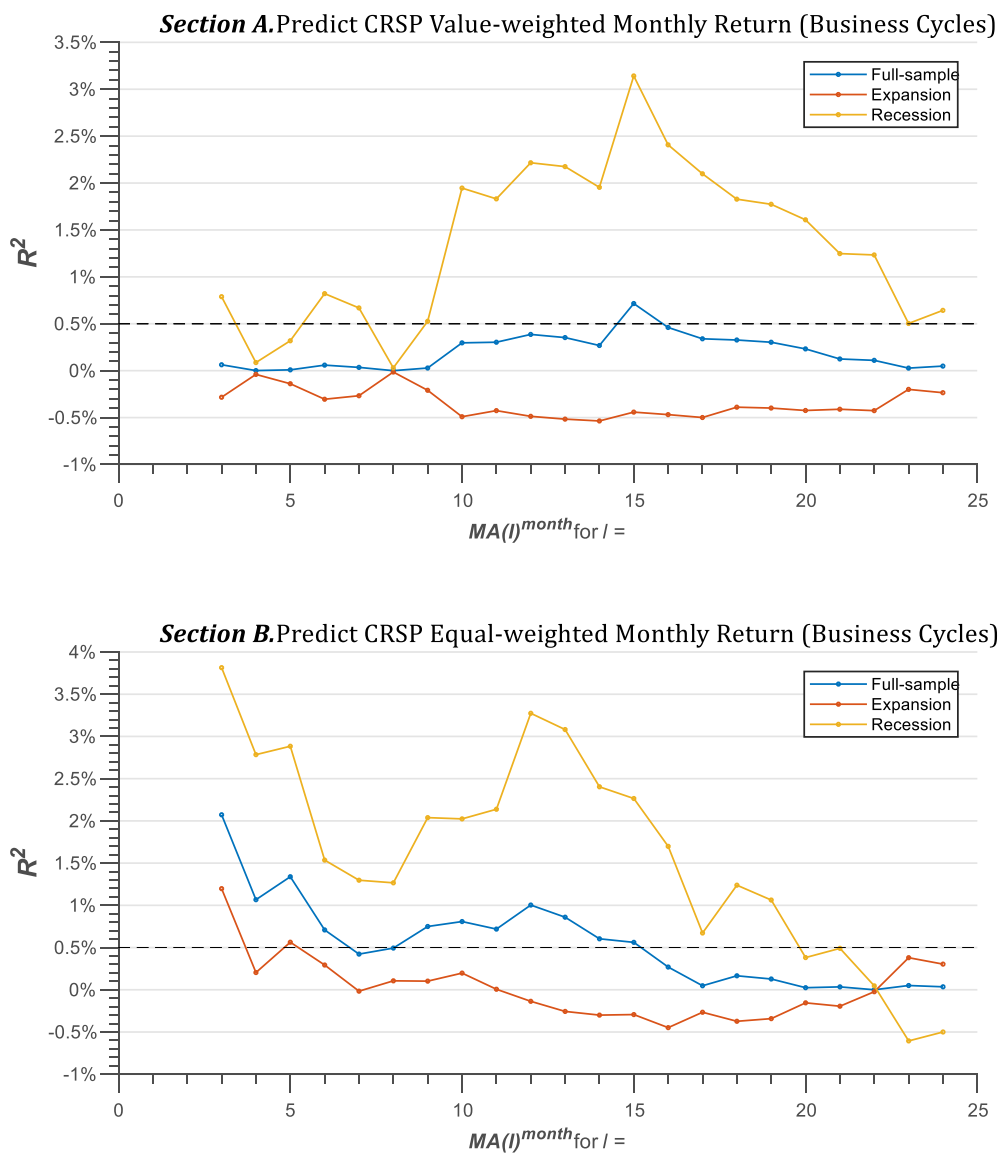 Section A. Predict CRSP Value-weighted Monthly Return (Business Cycles)
3.5%
3%
2.5%
2%
1.5%
1%
0.5%
0%
-0.5%
-1%
R²
Full-sample
Expansion
Recession
0 5 10 15 20 25
MA(l)^month for l =
Section B. Predict CRSP Equal-weighted Monthly Return (Business Cycles)
4%
3.5%
3%
2.5%
2%
1.5%
1%
0.5%
0%
-0.5%
-1%
R²
Full-sample
Expansion
Recession
0 5 10 15 20 25
MA(l)^month for l =